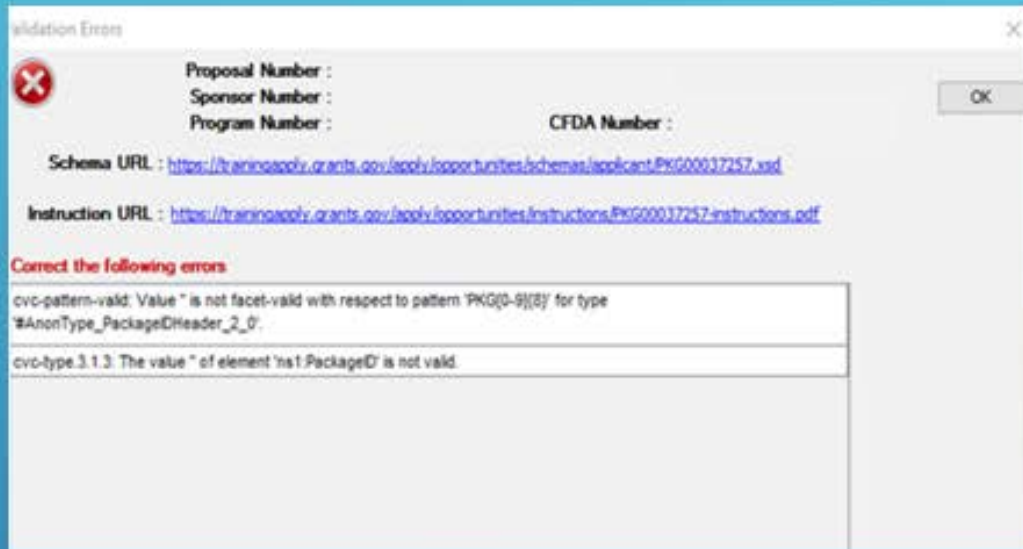 alidation Errors
Proposal Number :
Sponsor Number :
OK
Program Number : CFDA Number :
Schema URL : https://trainingapply.grants.gov/apply/opportunities/schemas/applicant/PKG00037257.xsd
Instruction URL : https://trainingapply.grants.gov/apply/opportunities/instructions/PKG00037257-instructions.pdf
Correct the following errors
cvc-pattern-valid: Value '' is not facet-valid with respect to pattern 'PKG[0-9]{8}' for type
'#AnonType_PackageIDHeader_2_0'.
cvc-type.3.1.3: The value '' of element 'ns1:PackageID' is not valid.